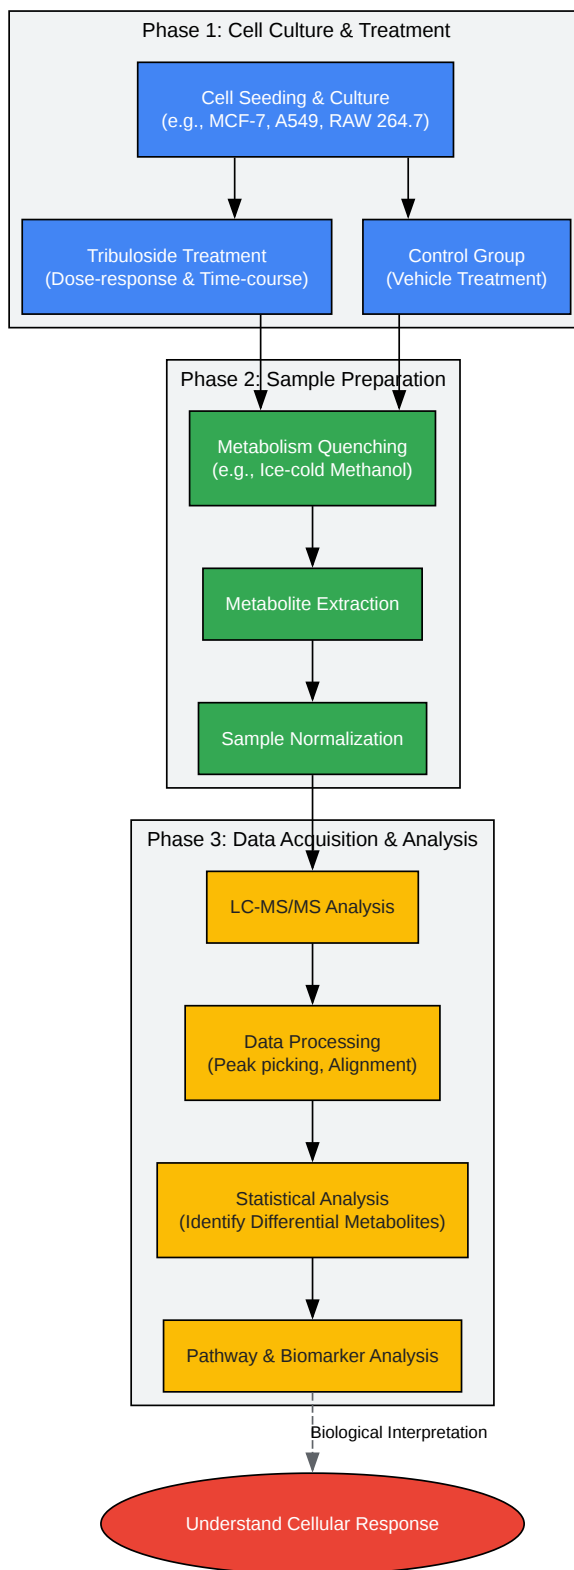 Phase 1: Cell Culture & Treatment
Cell Seeding & Culture
(e.g., MCF-7, A549, RAW 264.7)
Tribuloside Treatment
(Dose-response & Time-course)
Control Group
(Vehicle Treatment)
Phase 2: Sample Preparation
Metabolism Quenching
(e.g., Ice-cold Methanol)
Metabolite Extraction
Sample Normalization
Phase 3: Data Acquisition & Analysis
LC-MS/MS Analysis
Data Processing
(Peak picking, Alignment)
Statistical Analysis
(Identify Differential Metabolites)
Pathway & Biomarker Analysis
Biological Interpretation
Understand Cellular Response